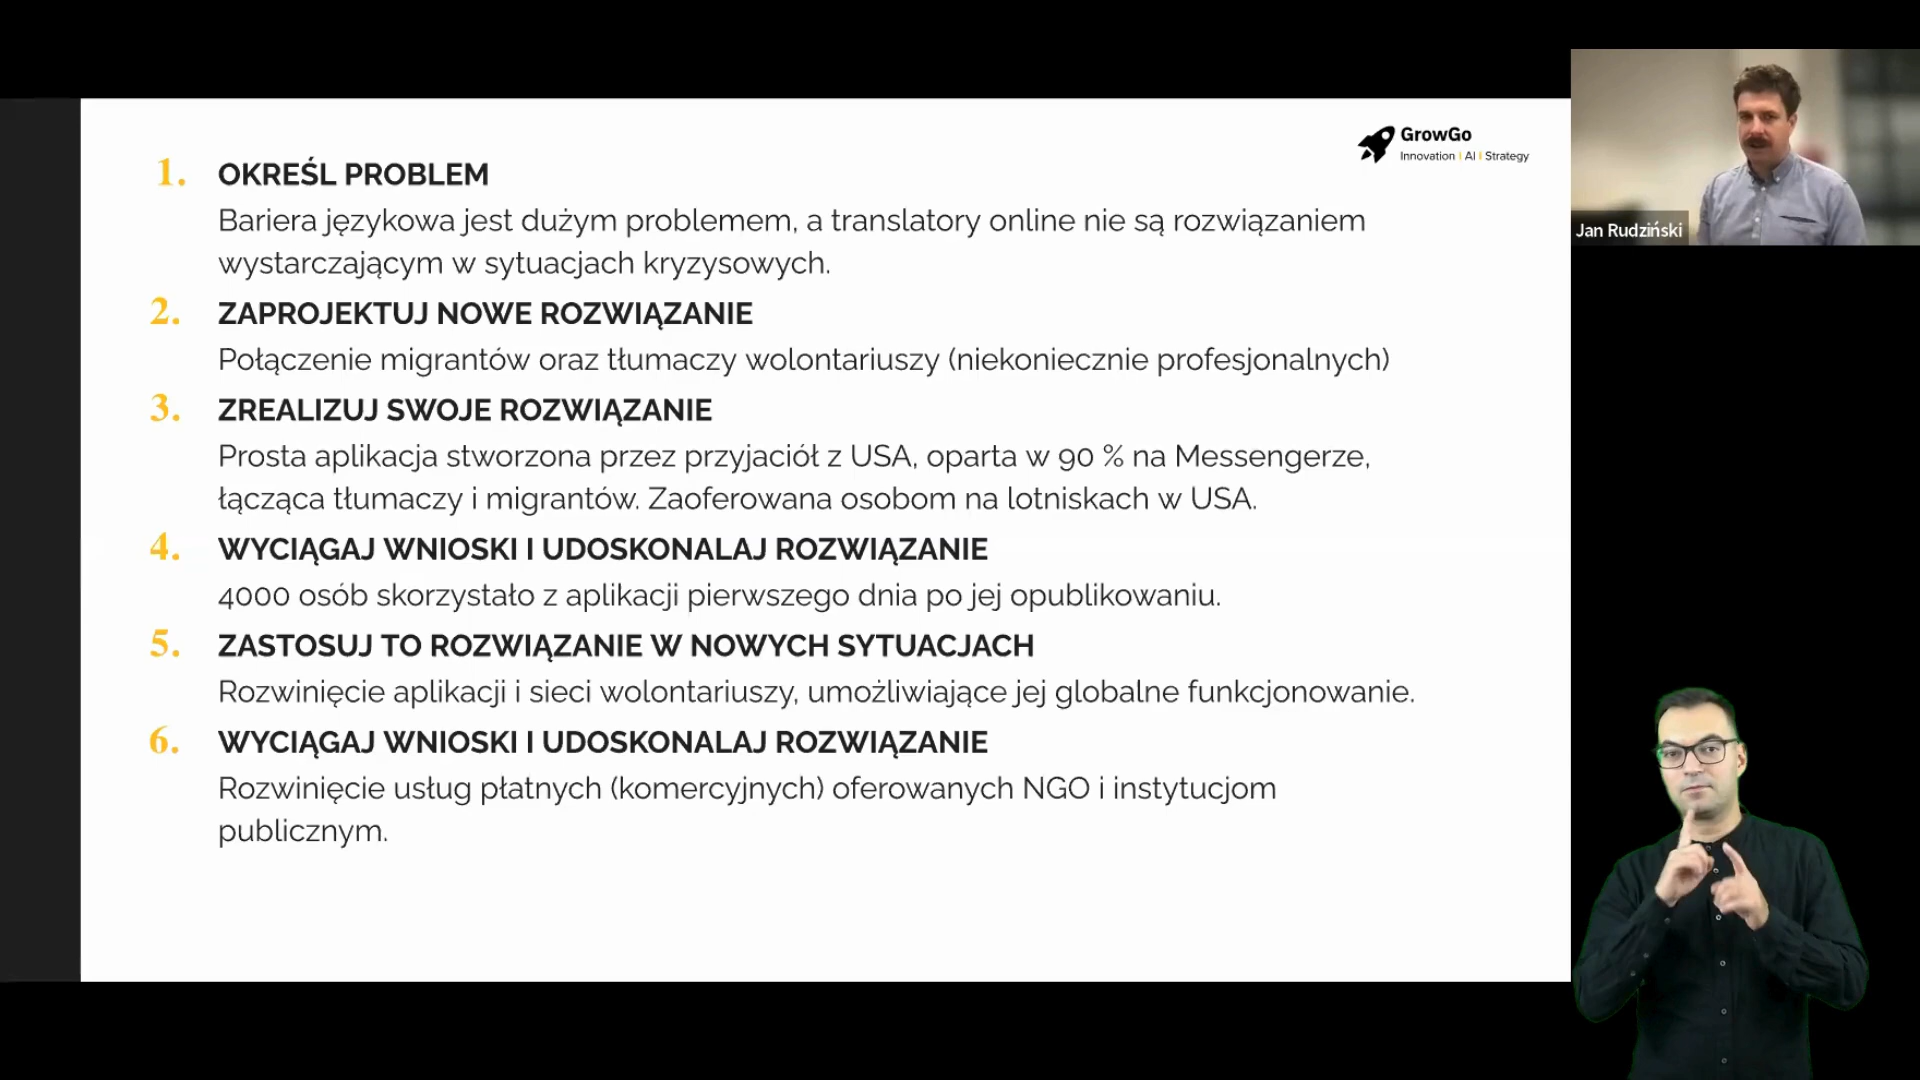 GrowGo
Innovation | AI | Strategy
1. OKREŚL PROBLEM
Bariera językowa jest dużym problemem, a translatory online nie są rozwiązaniem
wystarczającym w sytuacjach kryzysowych.
2. ZAPROJEKTUJ NOWE ROZWIĄZANIE
Połączenie migrantów oraz tłumaczy wolontariuszy (niekoniecznie profesjonalnych)
3. ZREALIZUJ SWOJE ROZWIĄZANIE
Prosta aplikacja stworzona przez przyjaciół z USA, oparta w 90 % na Messengerze,
łącząca tłumaczy i migrantów. Zaoferowana osobom na lotniskach w USA.
4. WYCIĄGAJ WNIOSKI I UDOSKONALAJ ROZWIĄZANIE
4000 osób skorzystało z aplikacji pierwszego dnia po jej opublikowaniu.
5. ZASTOSUJ TO ROZWIĄZANIE W NOWYCH SYTUACJACH
Rozwinięcie aplikacji i sieci wolontariuszy, umożliwiające jej globalne funkcjonowanie.
6. WYCIĄGAJ WNIOSKI I UDOSKONALAJ ROZWIĄZANIE
Rozwinięcie usług płatnych (komercyjnych) oferowanych NGO i instytucjom
publicznym.
Jan Rudziński